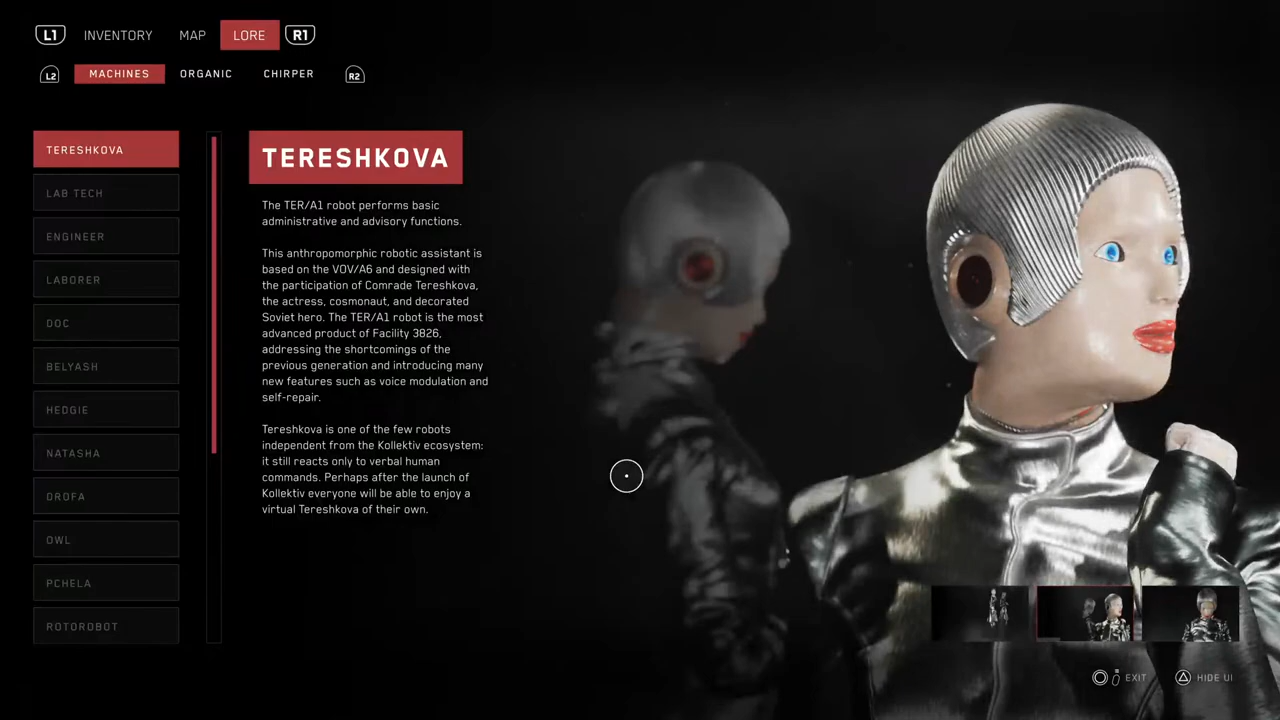 L1 INVENTORY MAP LORE R1
L2 MACHINES ORGANIC CHIRPER R2
TERESHKOVA
LAB TECH
ENGINEER
LABORER
DOC
BELYASH
HEDGIE
NATASHA
DROFA
OWL
PCHELA
ROTOROBOT
TERESHKOVA
The TER/A1 robot performs basic
administrative and advisory functions.
This anthropomorphic robotic assistant is
based on the VOV/A6 and designed with
the participation of Comrade Tereshkova,
the actress, cosmonaut, and decorated
Soviet hero. The TER/A1 robot is the most
advanced product of Facility 3826,
addressing the shortcomings of the
previous generation and introducing many
new features such as voice modulation and
self-repair.
Tereshkova is one of the few robots
independent from the Kollektiv ecosystem:
it still reacts only to verbal human
commands. Perhaps after the launch of
Kollektiv everyone will be able to enjoy a
virtual Tereshkova of their own.
EXIT HIDE UI